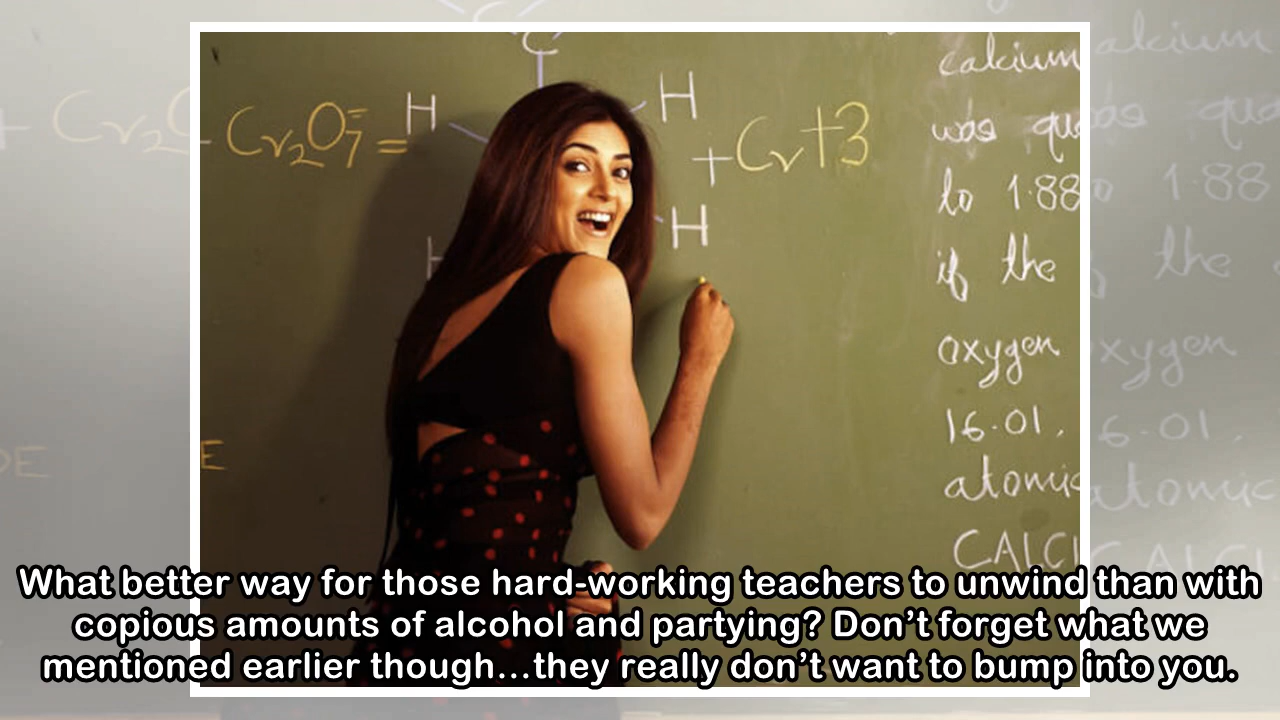 C
H H
Cr₂O₇⁼ = + Cr+3
H
H
E
calcium
was qua
to 1.88
if the
oxygen
16.01.
atomic
CALCI
What better way for those hard-working teachers to unwind than with
copious amounts of alcohol and partying? Don't forget what we
mentioned earlier though...they really don't want to bump into you.